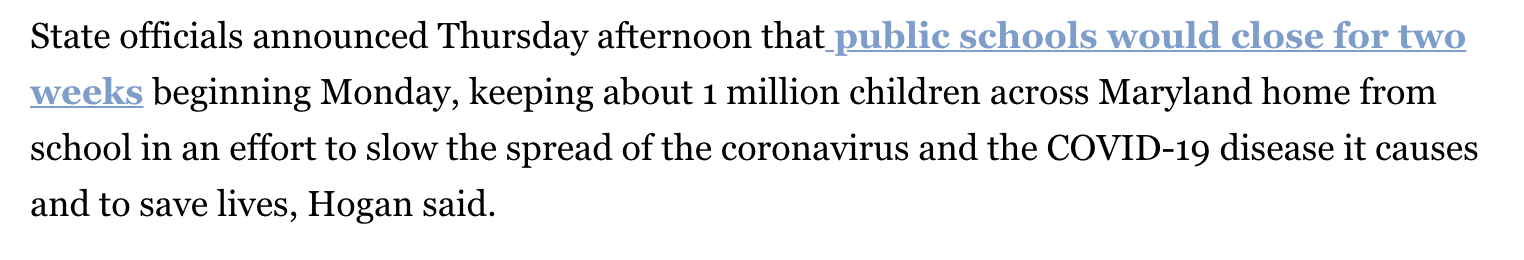 State officials announced Thursday afternoon that public schools would close for two
weeks beginning Monday, keeping about 1 million children across Maryland home from
school in an effort to slow the spread of the coronavirus and the COVID-19 disease it causes
and to save lives, Hogan said.